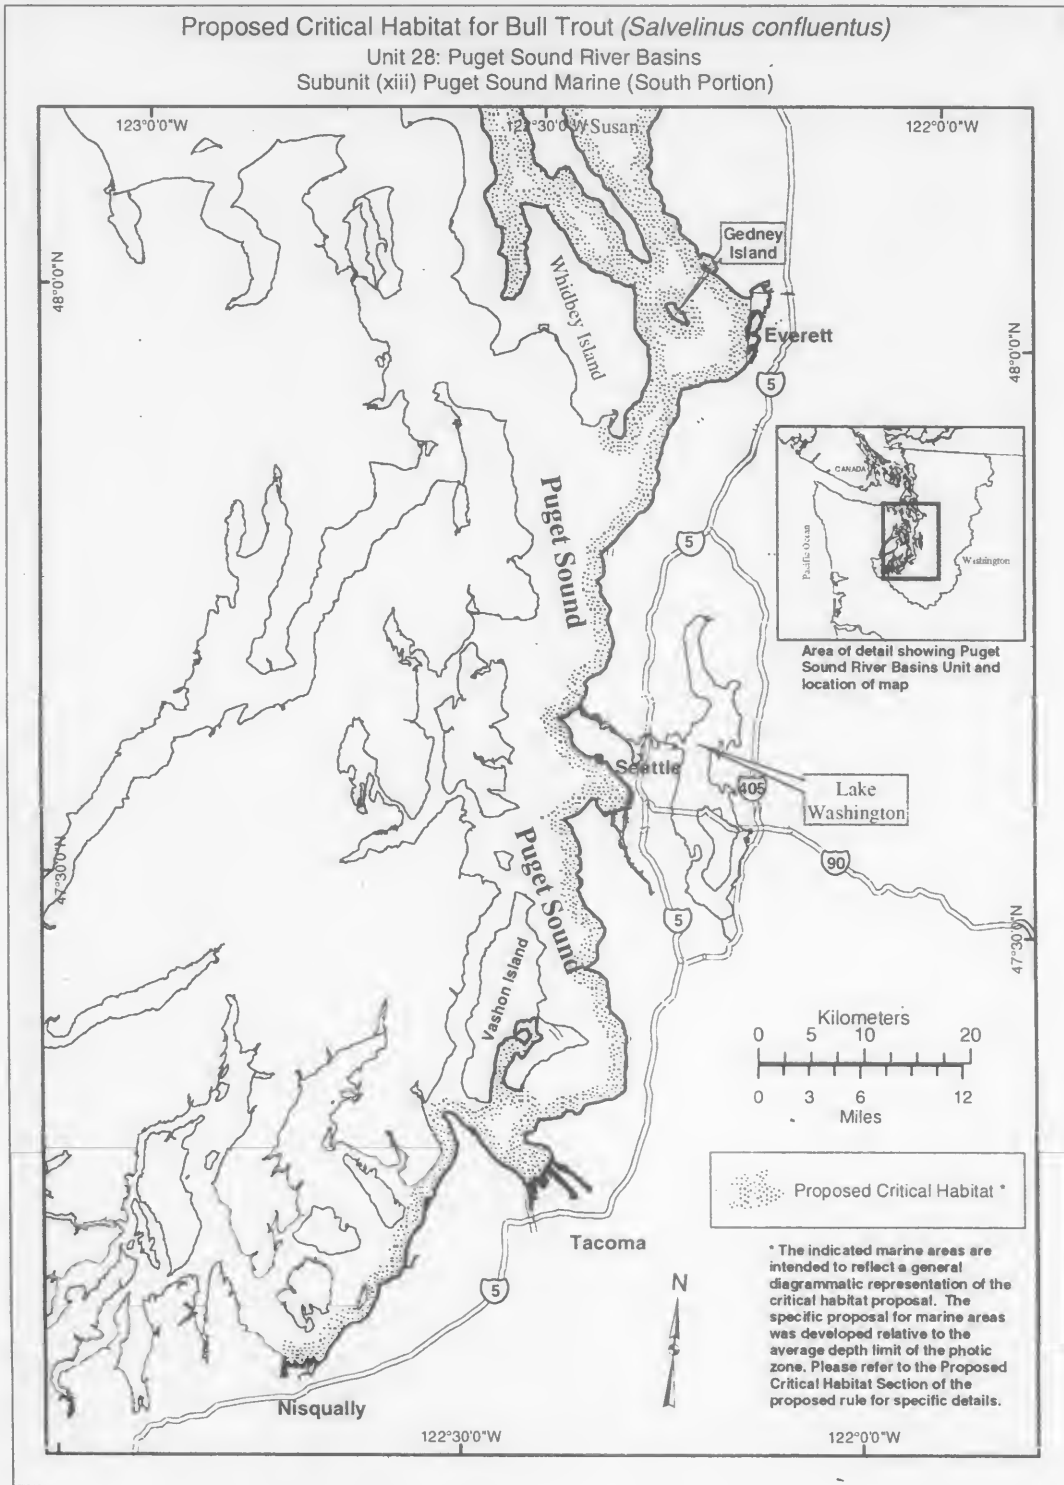 Proposed Critical Habitat for Bull Trout (Salvelinus confluentus)
Unit 28: Puget Sound River Basins
Subunit (xiii) Puget Sound Marine (South Portion)
123°0'0"W
122°30'0"W
Susan
122°0'0"W
Gedney
Island
48°0'0"N
Whidbey Island
Everett
48°0'0"N
5
CANADA
Pacific Ocean
Washington
Puget Sound
5
Area of detail showing Puget
Sound River Basins Unit and
location of map
Seattle
405
Lake
Washington
Puget Sound
90
47°30'0"N
5
47°30'0"N
Vashon Island
Kilometers
0 5 10 20
0 3 6 12
Miles
Proposed Critical Habitat *
Tacoma
* The indicated marine areas are
intended to reflect a general
diagrammatic representation of the
critical habitat proposal. The
specific proposal for marine areas
was developed relative to the
average depth limit of the photic
zone. Please refer to the Proposed
Critical Habitat Section of the
proposed rule for specific details.
N
5
Nisqually
122°30'0"W
122°0'0"W